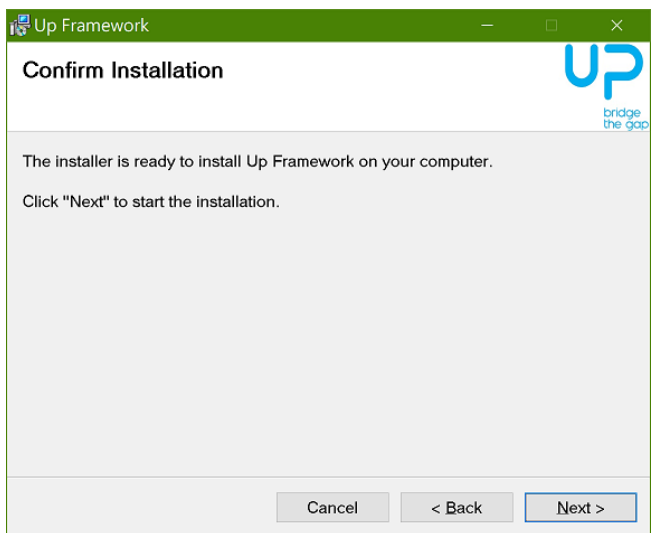 Up Framework
Confirm Installation
UP
bridge
the gap
The installer is ready to install Up Framework on your computer.
Click "Next" to start the installation.
Cancel
< Back
Next >